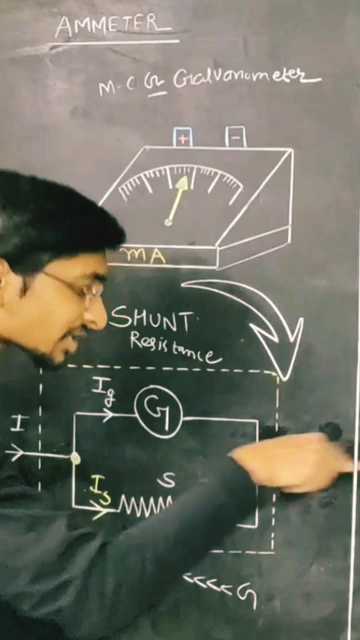 AMMETER
M.C G Galvanometer
+ -
mA
SHUNT
Resistance
Ig
G
I
Is
S
<<<<G